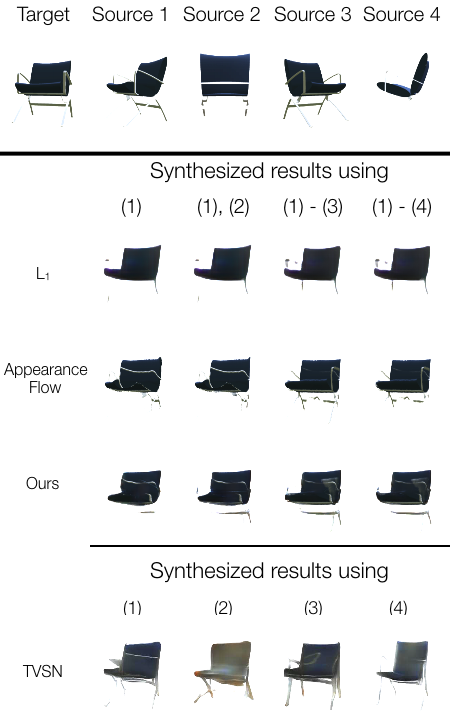 Target Source 1 Source 2 Source 3 Source 4
Synthesized results using
(1) (1), (2) (1) - (3) (1) - (4)
L1
Appearance
Flow
Ours
Synthesized results using
(1) (2) (3) (4)
TVSN